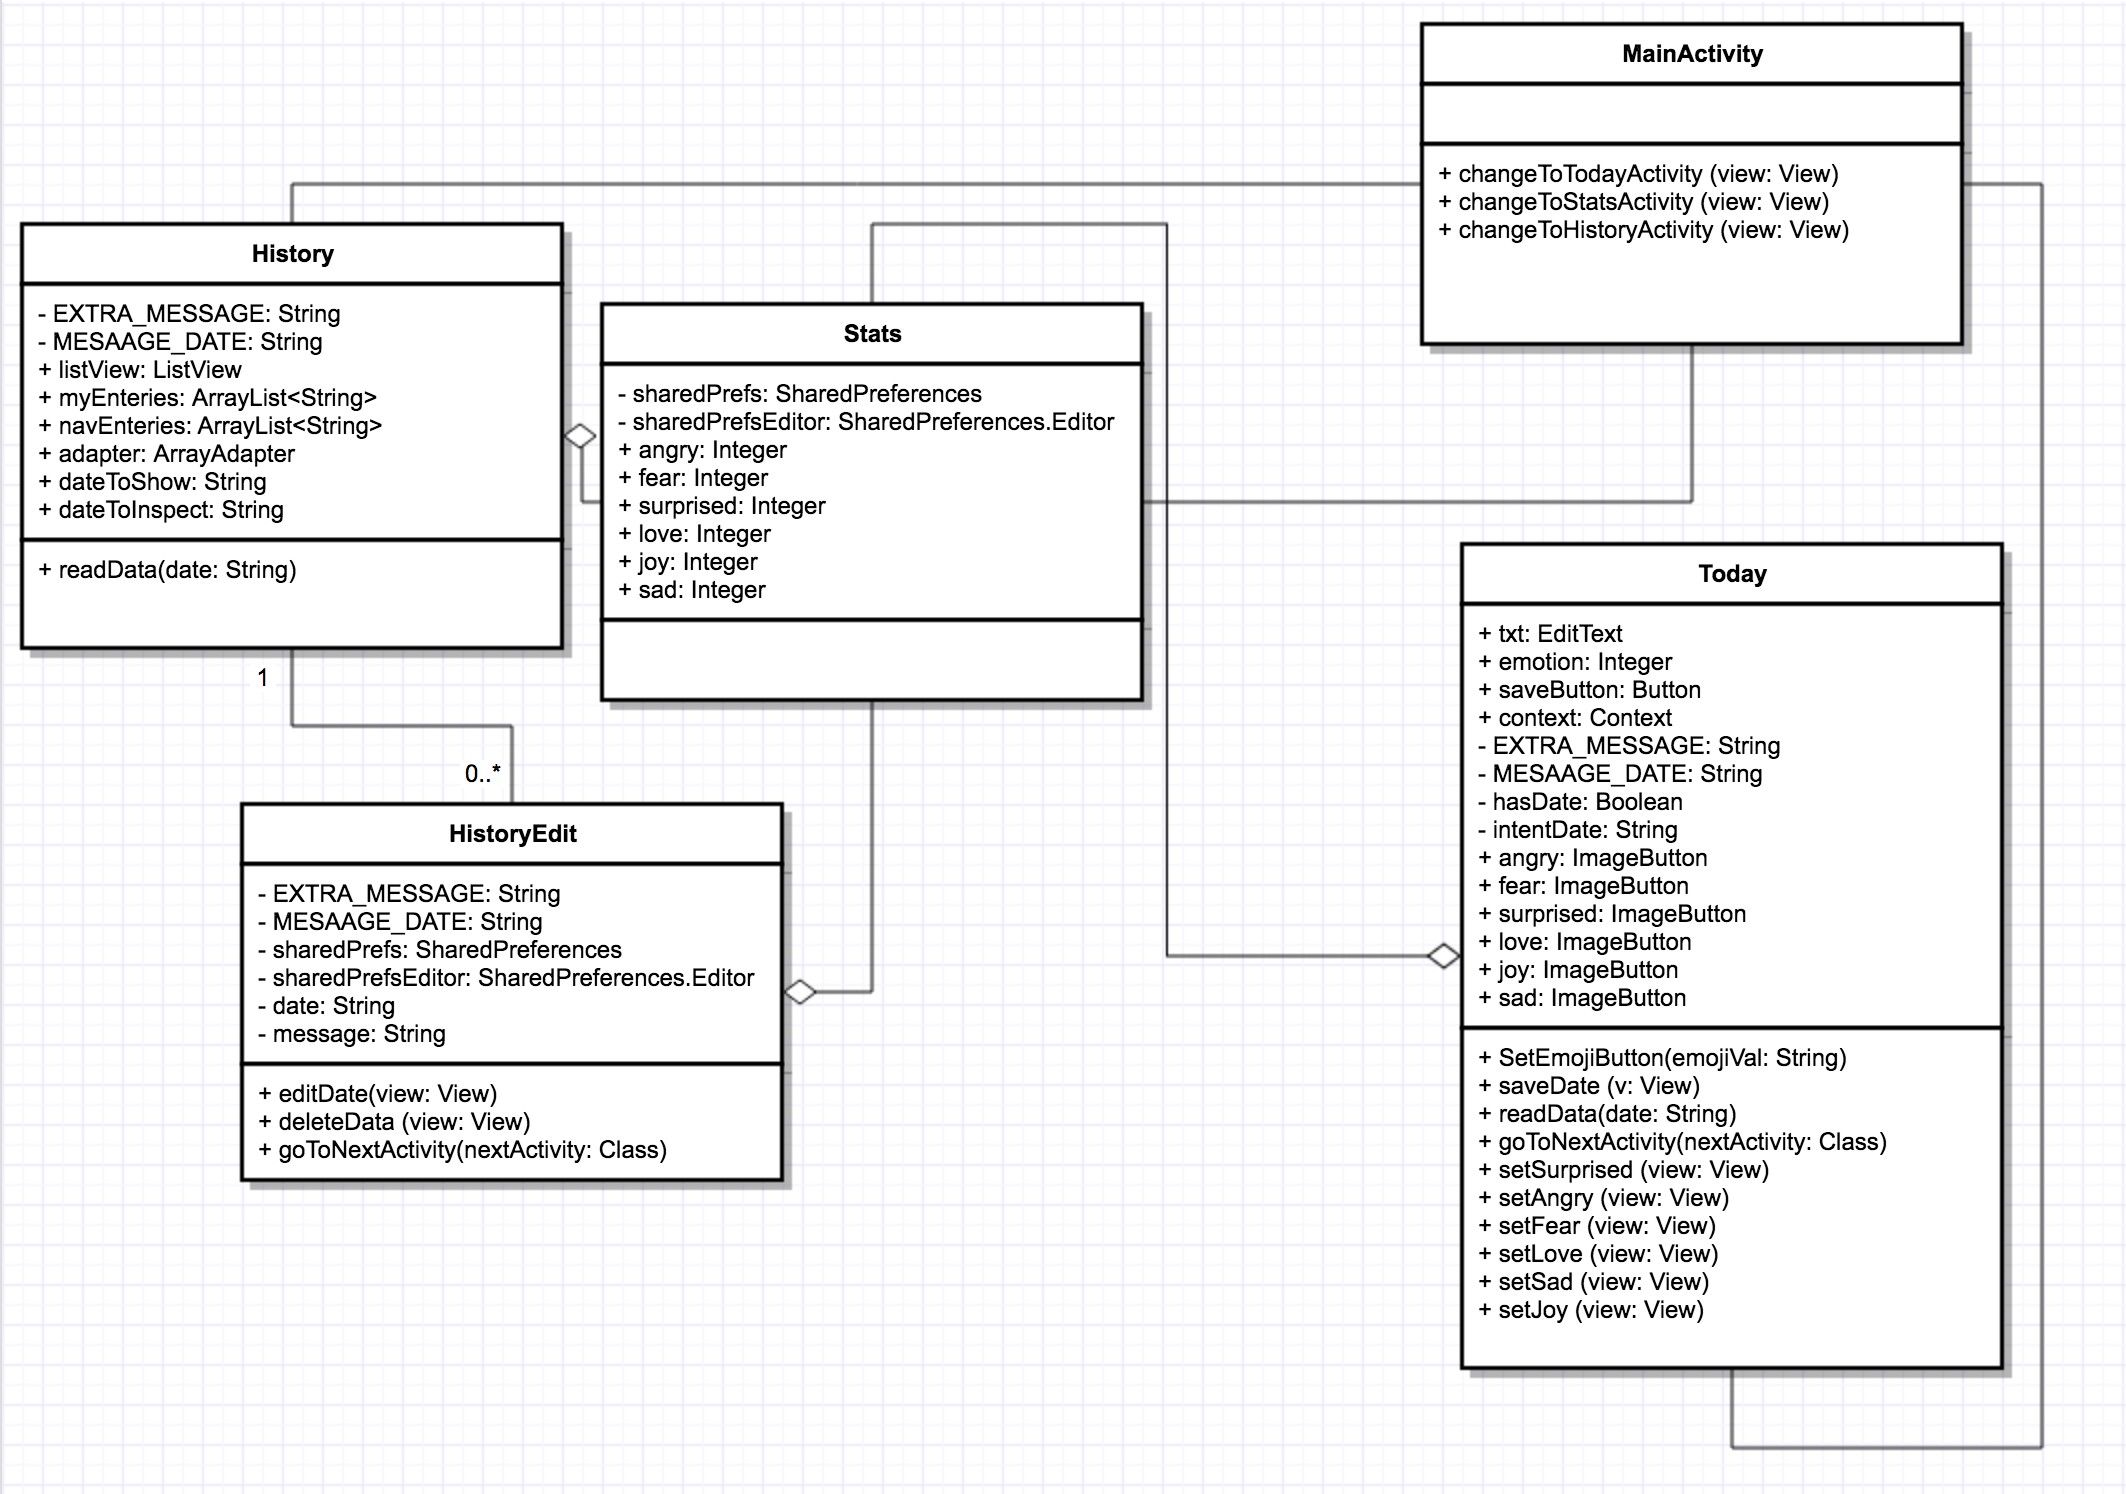 MainActivity
+ changeToTodayActivity (view: View)
+ changeToStatsActivity (view: View)
+ changeToHistoryActivity (view: View)
History
- EXTRA_MESSAGE: String
- MESAAGE_DATE: String
+ listView: ListView
+ myEnteries: ArrayList<String>
+ navEnteries: ArrayList<String>
+ adapter: ArrayAdapter
+ dateToShow: String
+ dateToInspect: String
+ readData(date: String)
1
0..*
Stats
- sharedPrefs: SharedPreferences
- sharedPrefsEditor: SharedPreferences.Editor
+ angry: Integer
+ fear: Integer
+ surprised: Integer
+ love: Integer
+ joy: Integer
+ sad: Integer
HistoryEdit
- EXTRA_MESSAGE: String
- MESAAGE_DATE: String
- sharedPrefs: SharedPreferences
- sharedPrefsEditor: SharedPreferences.Editor
- date: String
- message: String
+ editDate(view: View)
+ deleteData (view: View)
+ goToNextActivity(nextActivity: Class)
Today
+ txt: EditText
+ emotion: Integer
+ saveButton: Button
+ context: Context
- EXTRA_MESSAGE: String
- MESAAGE_DATE: String
- hasDate: Boolean
- intentDate: String
+ angry: ImageButton
+ fear: ImageButton
+ surprised: ImageButton
+ love: ImageButton
+ joy: ImageButton
+ sad: ImageButton
+ SetEmojiButton(emojiVal: String)
+ saveDate (v: View)
+ readData(date: String)
+ goToNextActivity(nextActivity: Class)
+ setSurprised (view: View)
+ setAngry (view: View)
+ setFear (view: View)
+ setLove (view: View)
+ setSad (view: View)
+ setJoy (view: View)